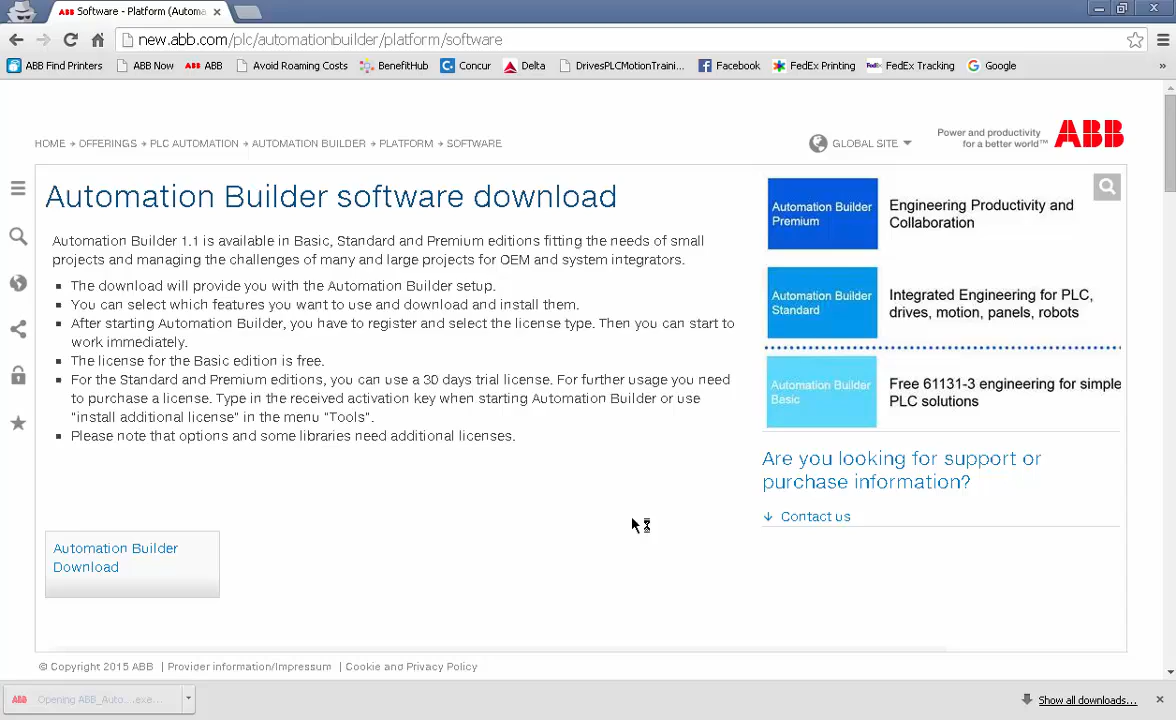 ABB Software - Platform (Automa
new.abb.com/plc/automationbuilder/platform/software
ABB Find Printers ABB Now ABB ABB Avoid Roaming Costs BenefitHub Concur Delta DrivesPLCMotionTraini... Facebook FedEx Printing FedEx FedEx Tracking Google »
Power and productivity
for a better world™ ABB
HOME → OFFERINGS → PLC AUTOMATION → AUTOMATION BUILDER → PLATFORM → SOFTWARE GLOBAL SITE
Automation Builder software download
Automation Builder 1.1 is available in Basic, Standard and Premium editions fitting the needs of small
projects and managing the challenges of many and large projects for OEM and system integrators.
The download will provide you with the Automation Builder setup.
You can select which features you want to use and download and install them.
After starting Automation Builder, you have to register and select the license type. Then you can start to
work immediately.
The license for the Basic edition is free.
For the Standard and Premium editions, you can use a 30 days trial license. For further usage you need
to purchase a license. Type in the received activation key when starting Automation Builder or use
"install additional license" in the menu "Tools".
Please note that options and some libraries need additional licenses.
Automation Builder
Download
Automation Builder
Premium
Engineering Productivity and
Collaboration
Automation Builder
Standard
Integrated Engineering for PLC,
drives, motion, panels, robots
Automation Builder
Basic
Free 61131-3 engineering for simple
PLC solutions
Are you looking for support or
purchase information?
Contact us
© Copyright 2015 ABB | Provider information/Impressum | Cookie and Privacy Policy
ABB Opening ABB_Auto....exe... Show all downloads...